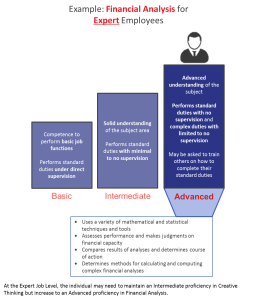 Example: Financial Analysis for
Expert Employees
Advanced
understanding of the
subject
Performs standard
duties with no
supervision and
complex duties with
limited to no
supervision
May be asked to train
others on how to
complete their
standard duties
Solid understanding
of the subject area
Performs standard
duties with minimal
to no supervision
Competence to
perform basic job
functions
Performs standard
duties under direct
supervision
Basic
Intermediate
Advanced
• Uses a variety of mathematical and statistical
techniques and tools
• Assesses performance and makes judgments on
financial capacity
• Compares results of analyses and determines course
of action
• Determines methods for calculating and computing
complex financial analyses
At the Expert Job Level, the individual may need to maintain an Intermediate proficiency in Creative
Thinking but increase to an Advanced proficiency in Financial Analysis.